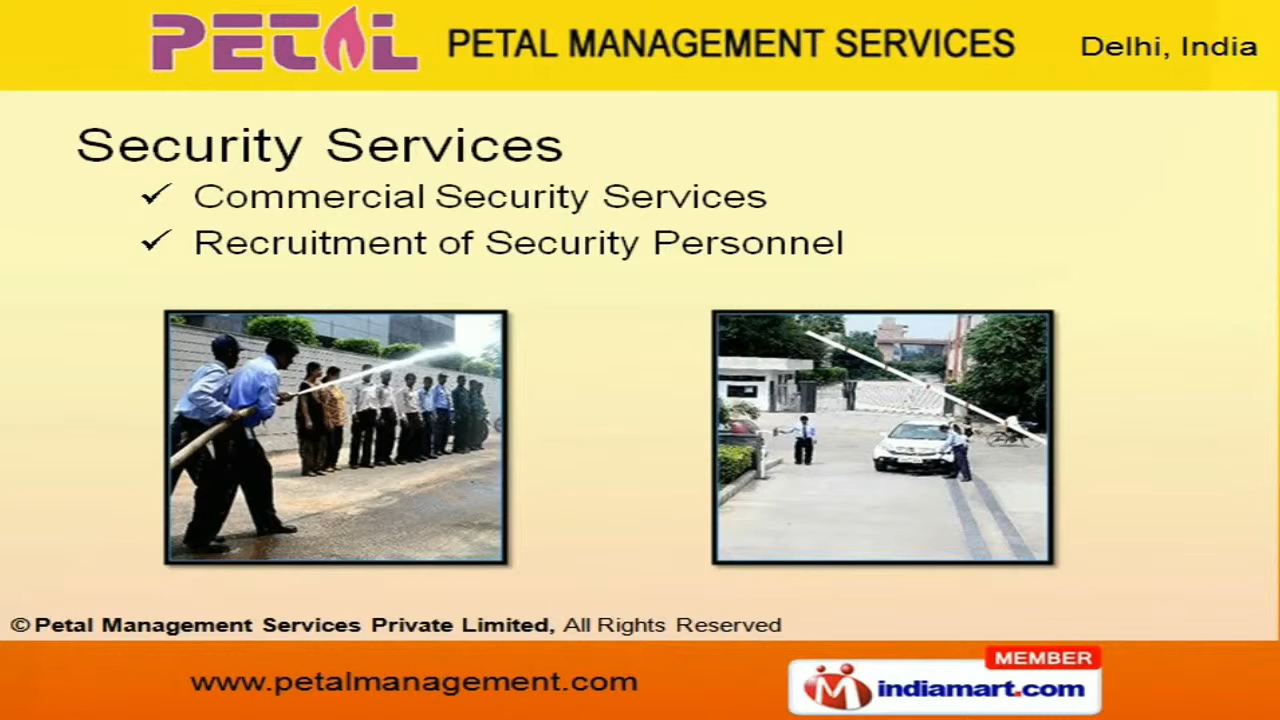 PETAL PETAL MANAGEMENT SERVICES Delhi, India
Security Services
✓ Commercial Security Services
✓ Recruitment of Security Personnel
© Petal Management Services Private Limited, All Rights Reserved
MEMBER
www.petalmanagement.com
indiamart.com